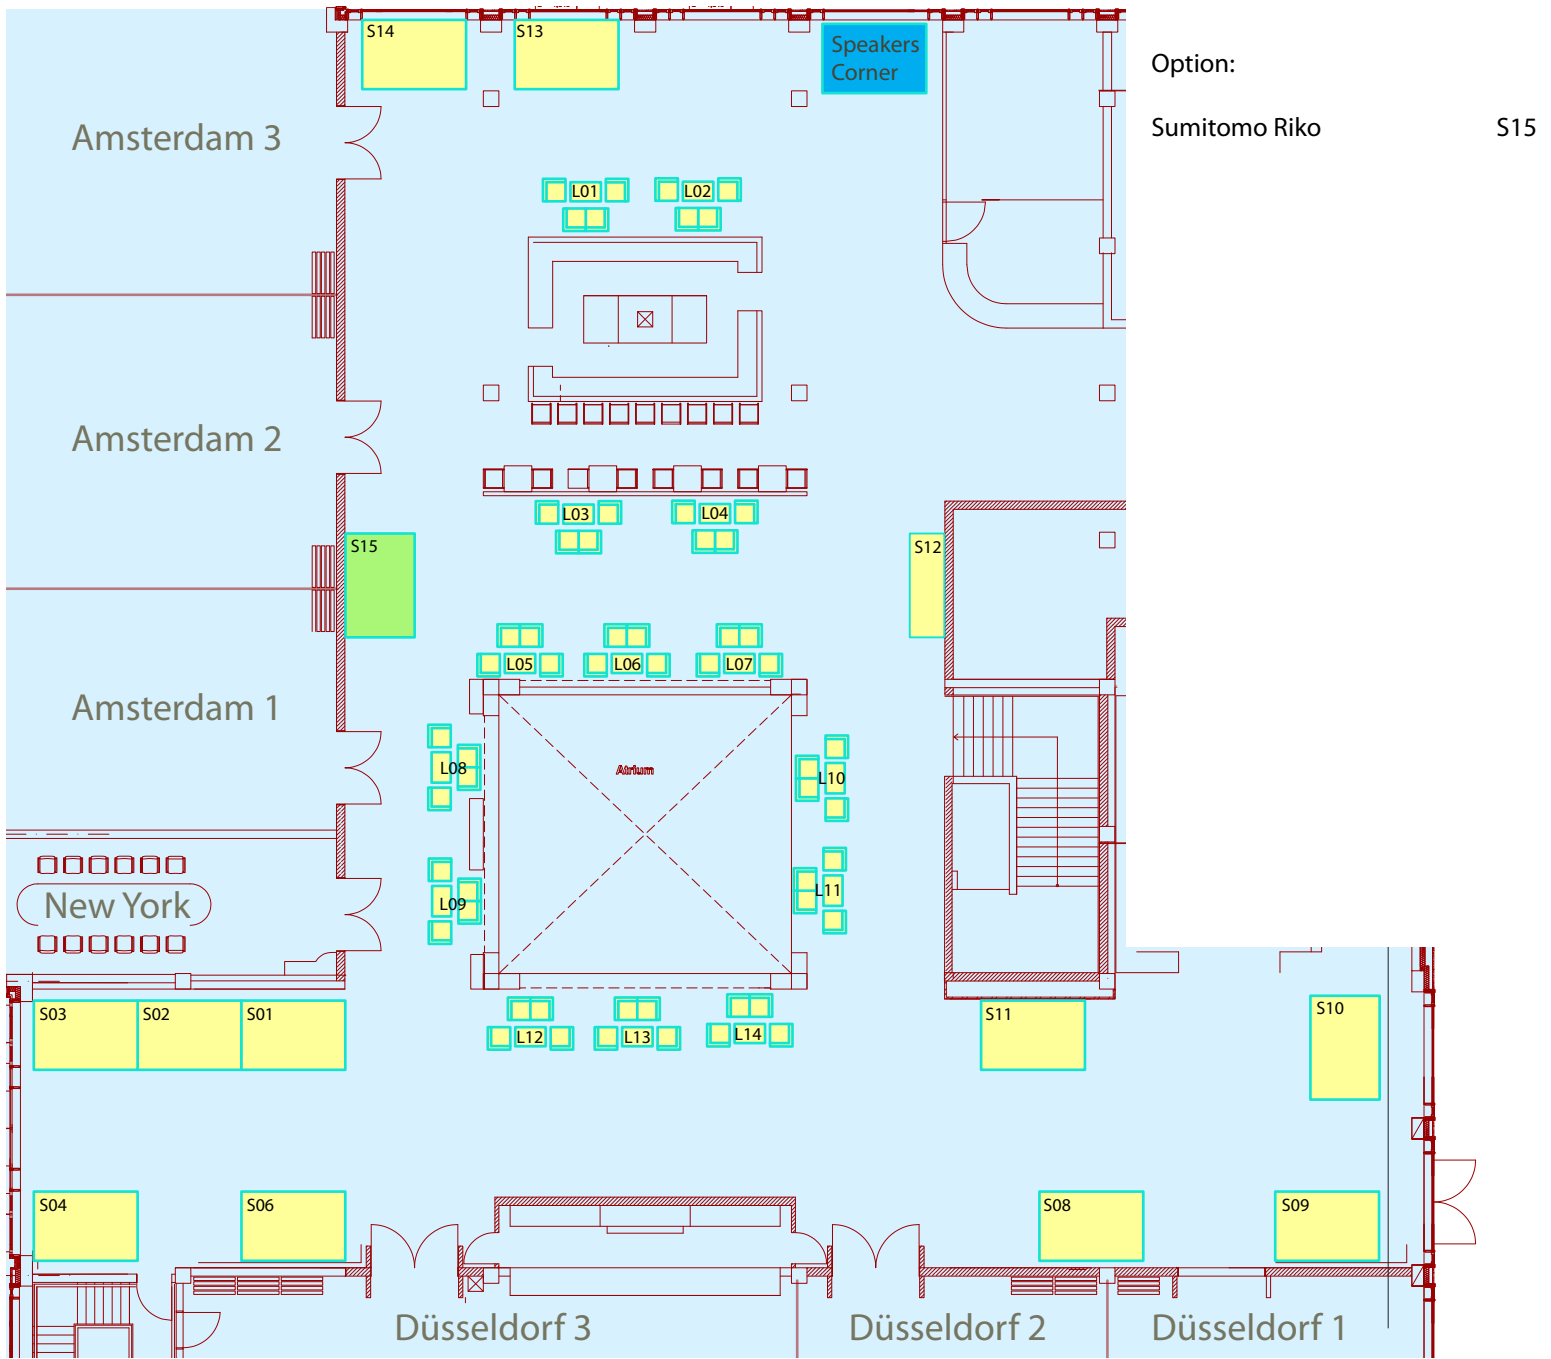 S14
S13
Speakers
Corner
Option:
Amsterdam 3
Sumitomo Riko S15
L01
L02
Amsterdam 2
L03
L04
S15
S12
L05
L06
L07
Amsterdam 1
L08
Atrium
L10
New York
L09
L11
S03
S02
S01
S11
S10
L12
L13
L14
S04
S06
S08
S09
Düsseldorf 3
Düsseldorf 2
Düsseldorf 1